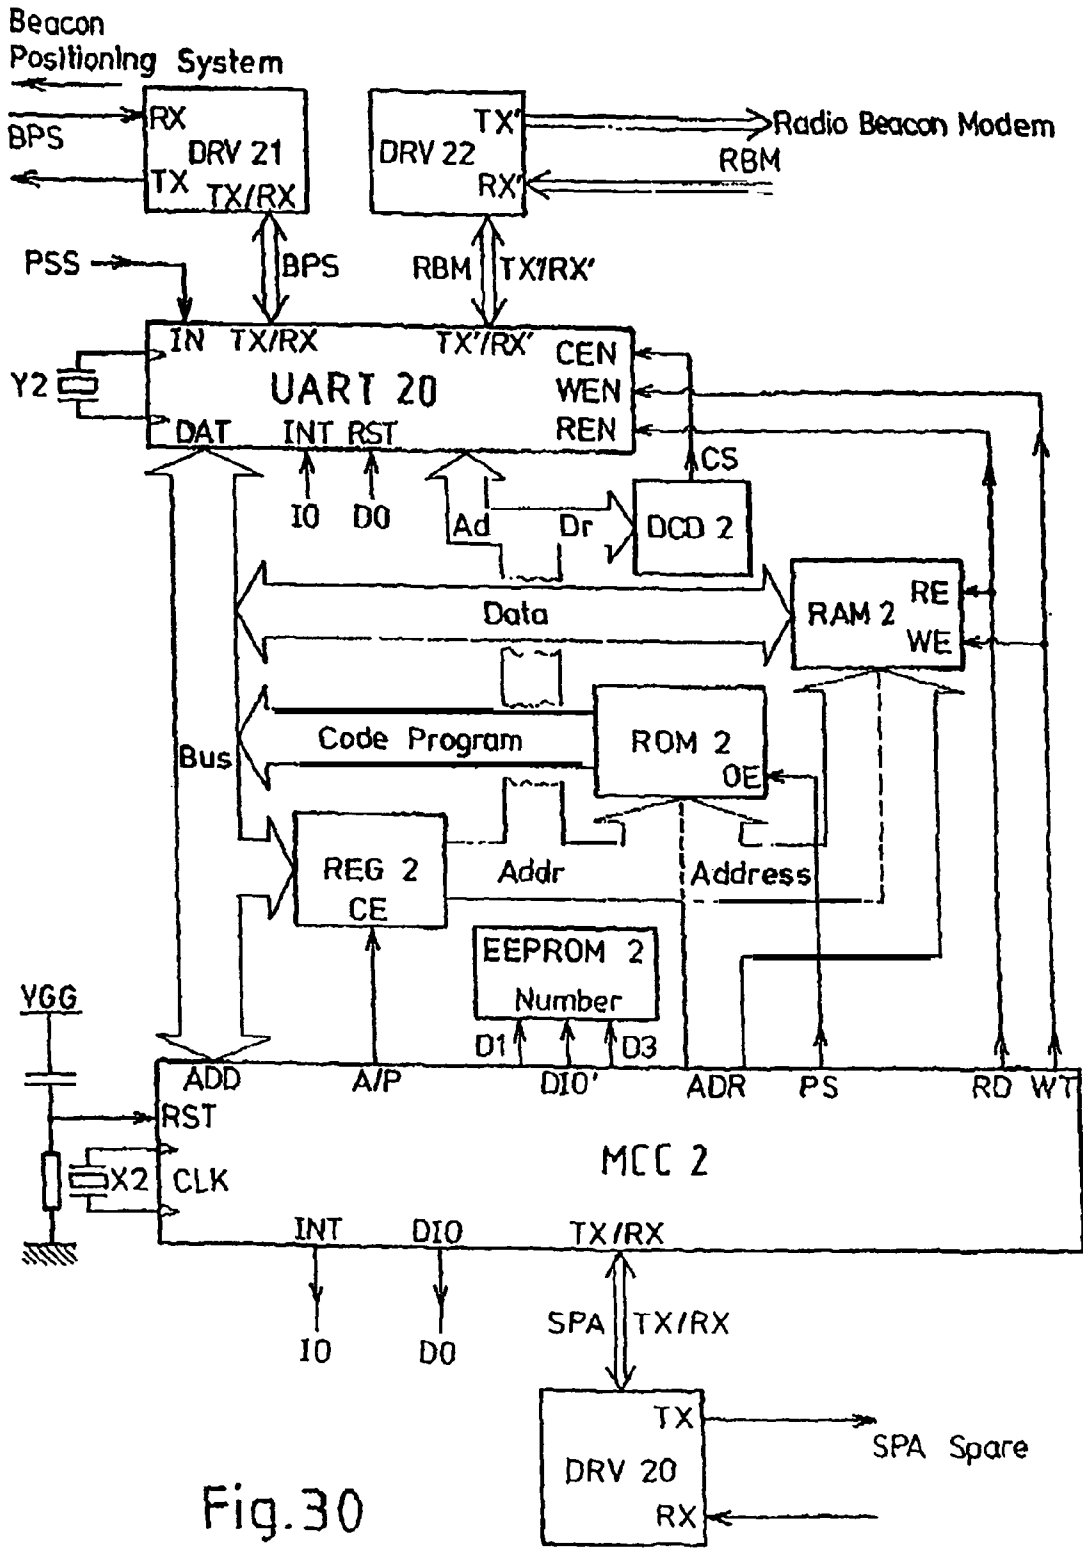 Beacon
Positioning System
BPS
RX
DRV 21
TX
TX/RX
TX'
DRV 22
RX'
Radio Beacon Modem
RBM
PSS
BPS
RBM
TX'/RX'
IN
TX/RX
TX'/RX'
CEN
Y2
UART 20
WEN
DAT
INT
RST
REN
CS
I0
D0
Ad
Dr
DCD 2
Data
RAM 2
RE
WE
Bus
Code Program
ROM 2
OE
REG 2
CE
Addr
Address
EEPROM 2
Number
VGG
D1
D3
ADD
A/P
DIO'
ADR
PS
RD
WT
RST
MCC 2
X2
CLK
INT
DIO
TX/RX
I0
D0
SPA
TX/RX
TX
DRV 20
RX
SPA Spare
Fig.30